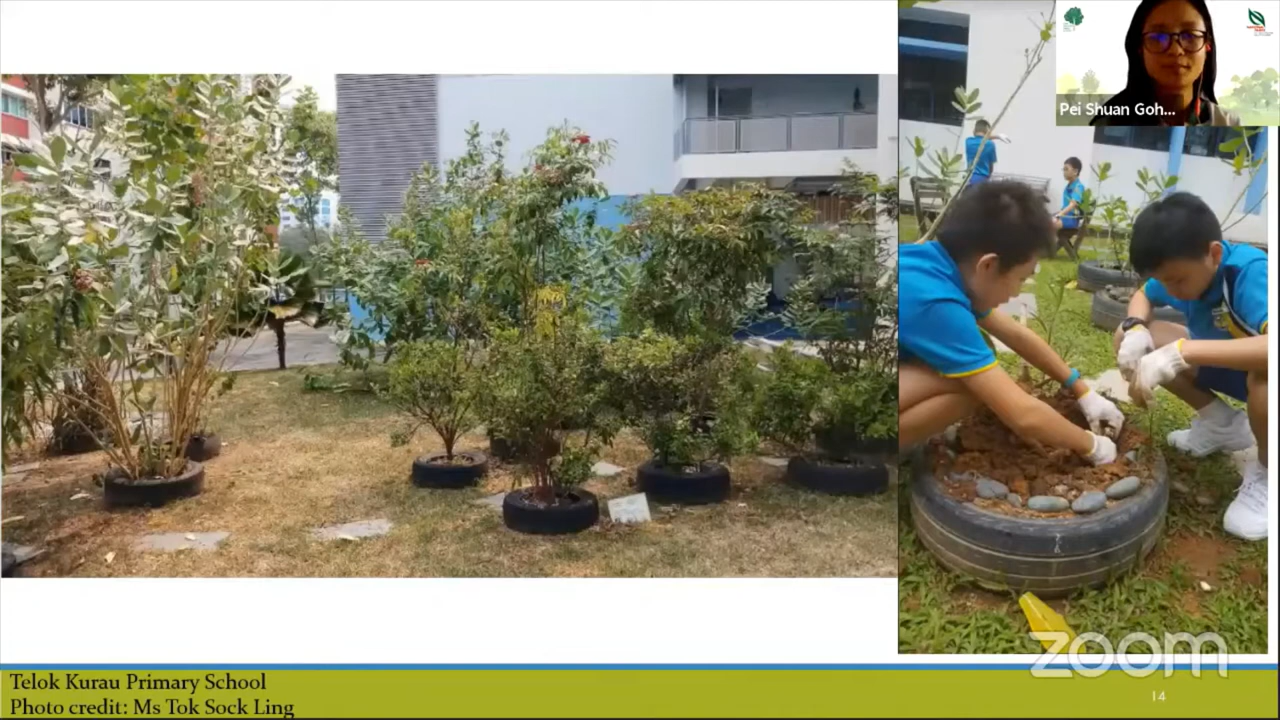 Pei Shuan Goh...
zoom
Telok Kurau Primary School
Photo credit: Ms Tok Sock Ling
14